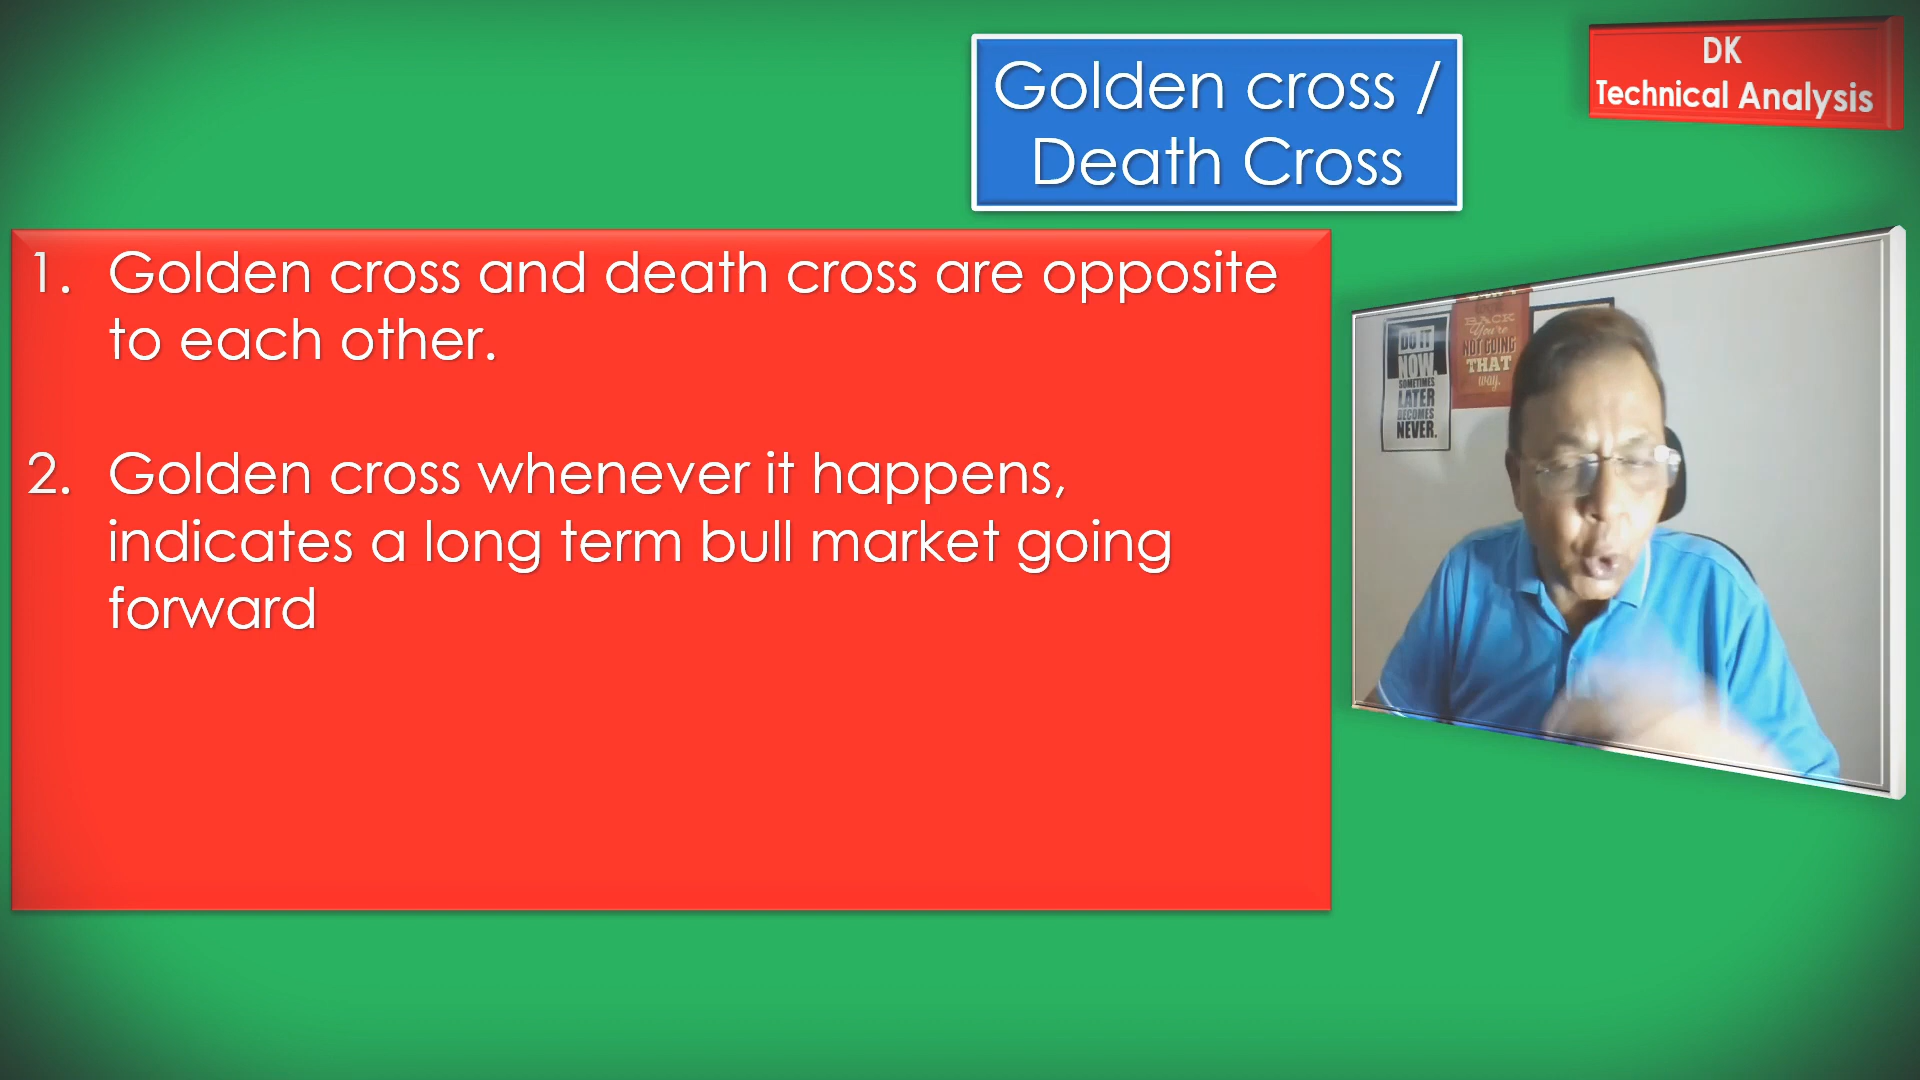 Golden cross /
Death Cross
DK
Technical Analysis
1. Golden cross and death cross are opposite
to each other.
2. Golden cross whenever it happens,
indicates a long term bull market going
forward
DO IT
NOW.
SOMETIMES
LATER
BECOMES
NEVER.
BACK
You're
NOT GOING
THAT
way.